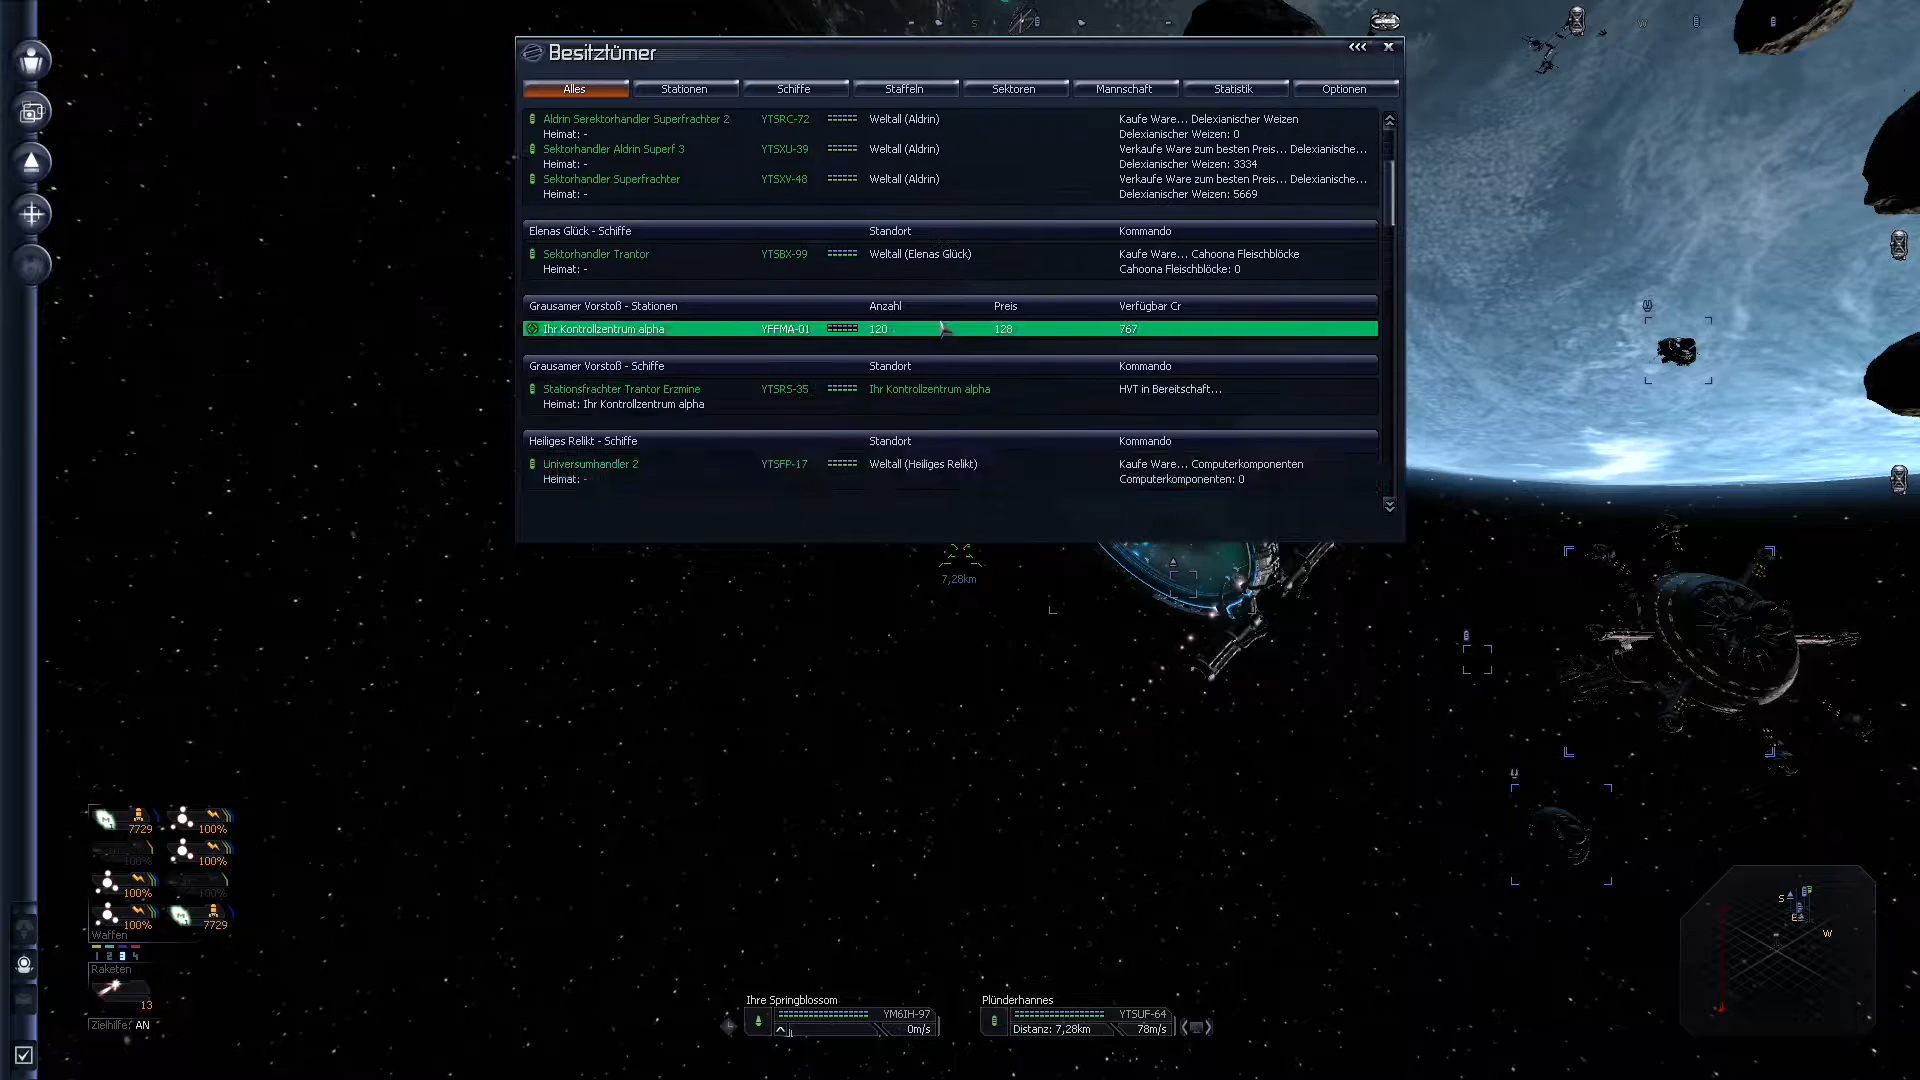 S
W
Besitztümer
Alles Stationen Schiffe Staffeln Sektoren Mannschaft Statistik Optionen
Aldrin Serektorhandler Superfrachter 2 YTSRC-72 Weltall (Aldrin) Kaufe Ware... Delexianischer Weizen
Heimat: - Delexianischer Weizen: 0
Sektorhandler Aldrin Superf 3 YTSXU-39 Weltall (Aldrin) Verkaufe Ware zum besten Preis... Delexianische...
Heimat: - Delexianischer Weizen: 3334
Sektorhandler Superfrachter YTSXV-48 Weltall (Aldrin) Verkaufe Ware zum besten Preis... Delexianische...
Heimat: - Delexianischer Weizen: 5669
Elenas Glück - Schiffe Standort Kommando
Sektorhandler Trantor YTSBX-99 Weltall (Elenas Glück) Kaufe Ware... Cahoona Fleischblöcke
Heimat: - Cahoona Fleischblöcke: 0
Grausamer Vorstoß - Stationen Anzahl Preis Verfügbar Cr
Ihr Kontrollzentrum alpha YFFMA-01 120 128 767
Grausamer Vorstoß - Schiffe Standort Kommando
Stationsfrachter Trantor Erzmine YTSRS-35 Ihr Kontrollzentrum alpha HVT in Bereitschaft...
Heimat: Ihr Kontrollzentrum alpha
Heiliges Relikt - Schiffe Standort Kommando
Universumhandler 2 YTSFP-17 Weltall (Heiliges Relikt) Kaufe Ware... Computerkomponenten
Heimat: - Computerkomponenten: 0
7,28km
7729 100%
100% 100%
100% 100%
100% 7729
Waffen
1 2 3 4
Raketen
13
Zielhilfe: AN
Ihre Springblossom
YM6IH-97
0m/s
Plünderhannes
YTSUF-64
Distanz: 7,28km 78m/s
S
E
W